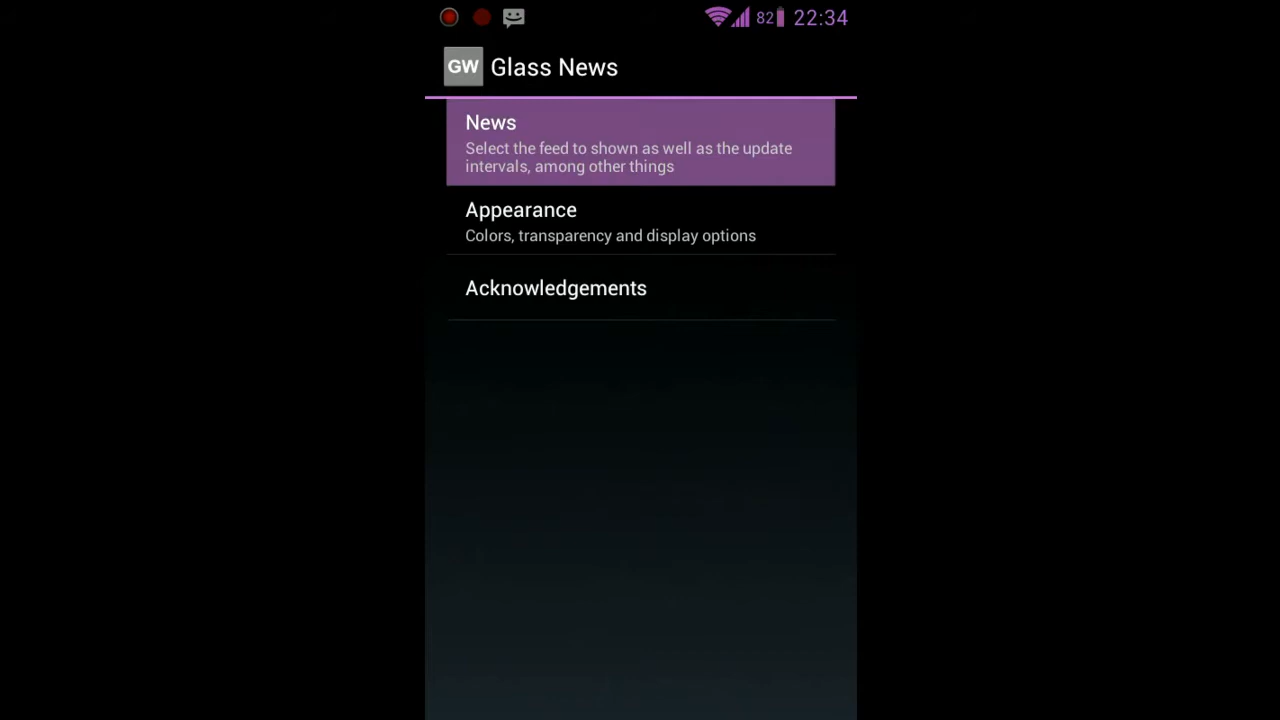 82 22:34
GW Glass News
News
Select the feed to shown as well as the update
intervals, among other things
Appearance
Colors, transparency and display options
Acknowledgements